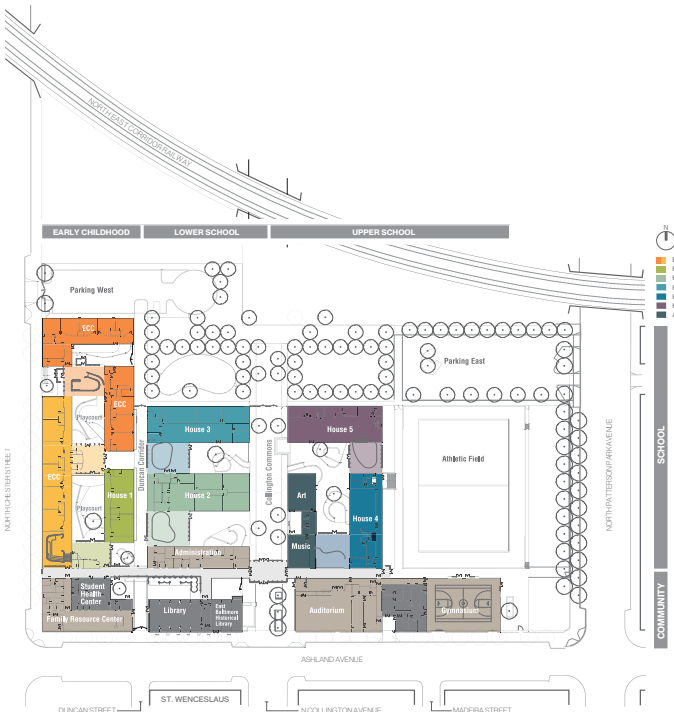 NORTH EAST CORRIDOR RAILWAY
EARLY CHILDHOOD
LOWER SCHOOL
UPPER SCHOOL
N
Parking West
ECC
Parking East
ECC
Playcourt
House 3
House 5
Duncan Corridor
Collington Commons
Athletic Field
NORTH CHESTER STREET
NORTH PATTERSON PARK AVENUE
SCHOOL
ECC
House 1
House 2
Art
House 4
Playcourt
Music
Administration
COMMUNITY
Student
Health
Center
Family Resource Center
Library
East
Baltimore
Historical
Library
Auditorium
Gymnasium
ASHLAND AVENUE
ST. WENCESLAUS
DUNCAN STREET
N COLLINGTON AVENUE
MADEIRA STREET